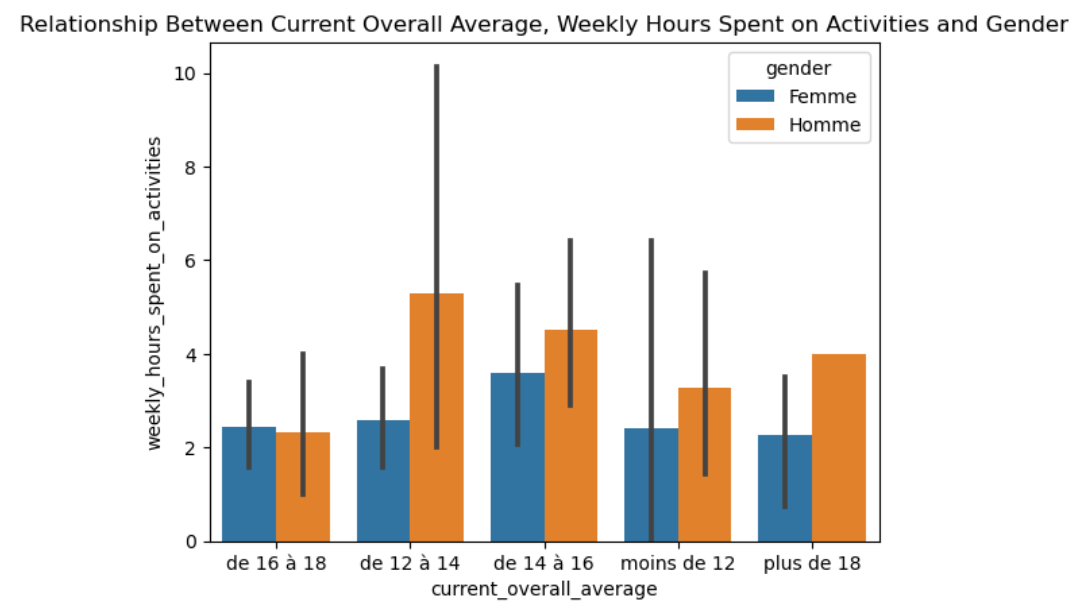 Relationship Between Current Overall Average, Weekly Hours Spent on Activities and Gender
gender
Femme
Homme
weekly_hours_spent_on_activities
10
8
6
4
2
0
de 16 à 18
de 12 à 14
de 14 à 16
moins de 12
plus de 18
current_overall_average